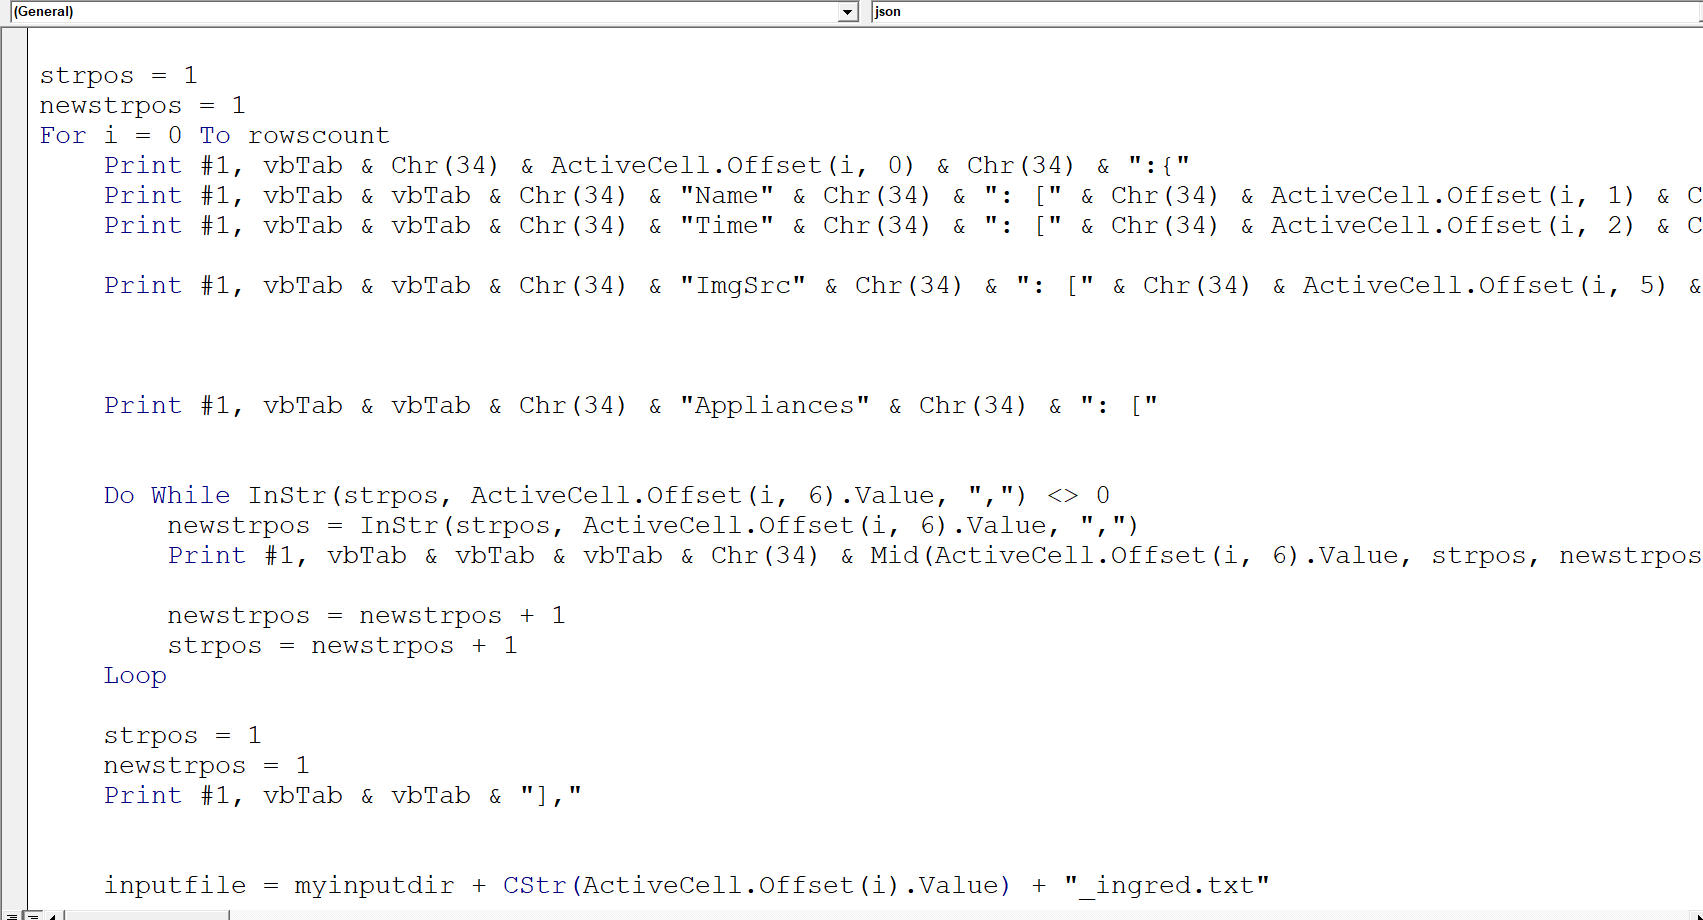 (General) json
strpos = 1
newstrpos = 1
For i = 0 To rowscount
    Print #1, vbTab & Chr(34) & ActiveCell.Offset(i, 0) & Chr(34) & ":{"
    Print #1, vbTab & vbTab & Chr(34) & "Name" & Chr(34) & ": [" & Chr(34) & ActiveCell.Offset(i, 1) & C
    Print #1, vbTab & vbTab & Chr(34) & "Time" & Chr(34) & ": [" & Chr(34) & ActiveCell.Offset(i, 2) & C
    Print #1, vbTab & vbTab & Chr(34) & "ImgSrc" & Chr(34) & ": [" & Chr(34) & ActiveCell.Offset(i, 5) &
    Print #1, vbTab & vbTab & Chr(34) & "Appliances" & Chr(34) & ": ["
    Do While InStr(strpos, ActiveCell.Offset(i, 6).Value, ",") <> 0
        newstrpos = InStr(strpos, ActiveCell.Offset(i, 6).Value, ",")
        Print #1, vbTab & vbTab & vbTab & Chr(34) & Mid(ActiveCell.Offset(i, 6).Value, strpos, newstrpos
        newstrpos = newstrpos + 1
        strpos = newstrpos + 1
    Loop
    strpos = 1
    newstrpos = 1
    Print #1, vbTab & vbTab & "],"
    inputfile = myinputdir + CStr(ActiveCell.Offset(i).Value) + "_ingred.txt"